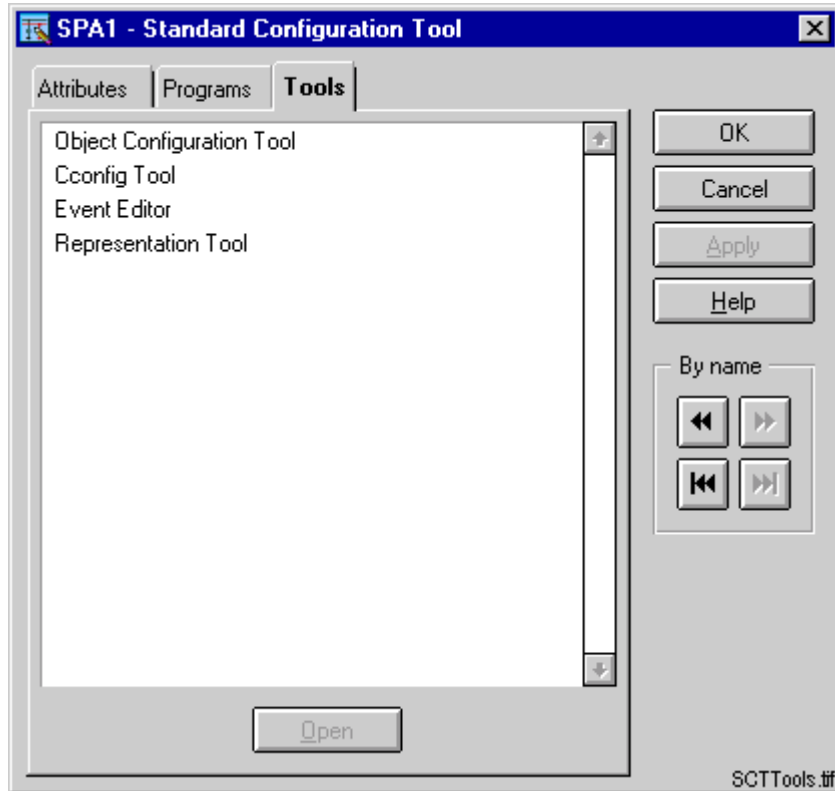 SPA1 - Standard Configuration Tool
Attributes
Programs
Tools
Object Configuration Tool
Cconfig Tool
Event Editor
Representation Tool
Open
OK
Cancel
Apply
Help
By name
SCTTools.tif